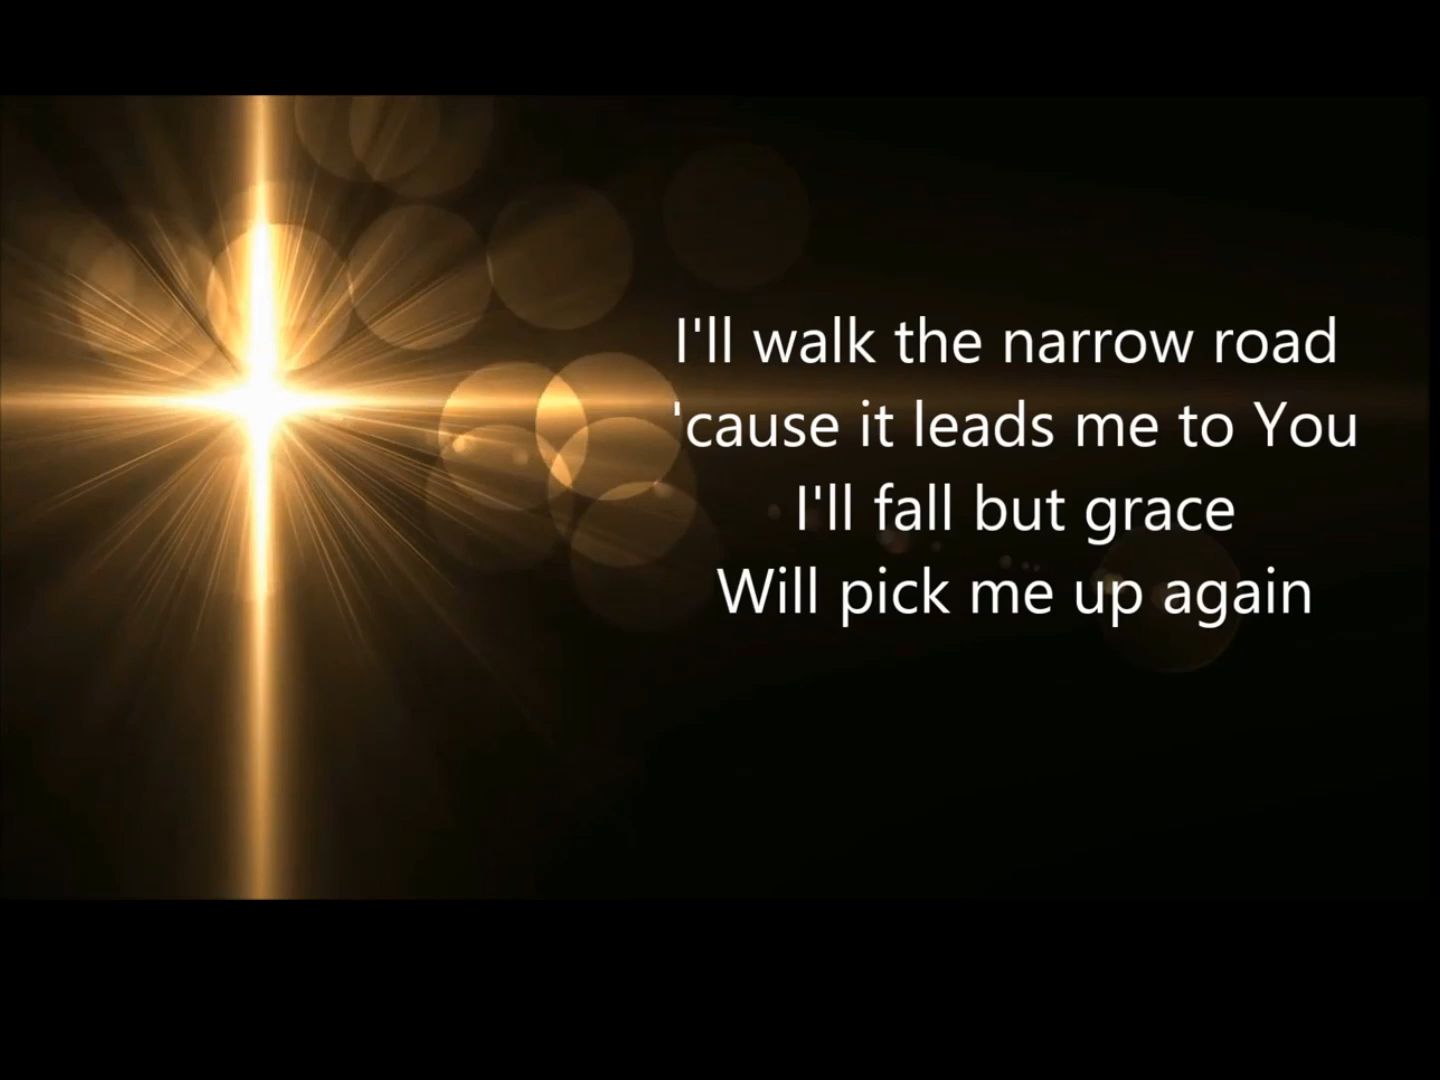 I'll walk the narrow road
'cause it leads me to You
I'll fall but grace
Will pick me up again